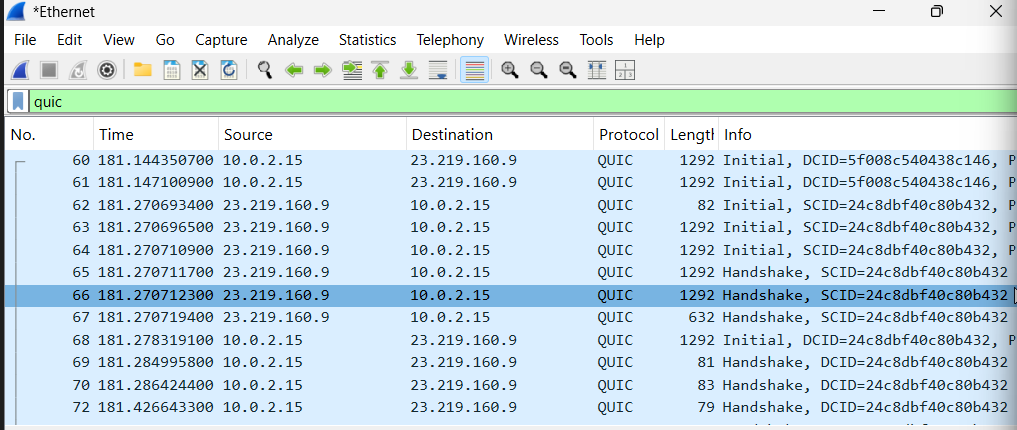 *Ethernet
File Edit View Go Capture Analyze Statistics Telephony Wireless Tools Help
quic
No. Time Source Destination Protocol Lengtl Info
60 181.144350700 10.0.2.15 23.219.160.9 QUIC 1292 Initial, DCID=5f008c540438c146, P
61 181.147100900 10.0.2.15 23.219.160.9 QUIC 1292 Initial, DCID=5f008c540438c146, P
62 181.270693400 23.219.160.9 10.0.2.15 QUIC 82 Initial, SCID=24c8dbf40c80b432, P
63 181.270696500 23.219.160.9 10.0.2.15 QUIC 1292 Initial, SCID=24c8dbf40c80b432, P
64 181.270710900 23.219.160.9 10.0.2.15 QUIC 1292 Initial, SCID=24c8dbf40c80b432, P
65 181.270711700 23.219.160.9 10.0.2.15 QUIC 1292 Handshake, SCID=24c8dbf40c80b432
66 181.270712300 23.219.160.9 10.0.2.15 QUIC 1292 Handshake, SCID=24c8dbf40c80b432
67 181.270719400 23.219.160.9 10.0.2.15 QUIC 632 Handshake, SCID=24c8dbf40c80b432
68 181.278319100 10.0.2.15 23.219.160.9 QUIC 1292 Initial, DCID=24c8dbf40c80b432, P
69 181.284995800 10.0.2.15 23.219.160.9 QUIC 81 Handshake, DCID=24c8dbf40c80b432
70 181.286424400 10.0.2.15 23.219.160.9 QUIC 83 Handshake, DCID=24c8dbf40c80b432
72 181.426643300 10.0.2.15 23.219.160.9 QUIC 79 Handshake, DCID=24c8dbf40c80b432